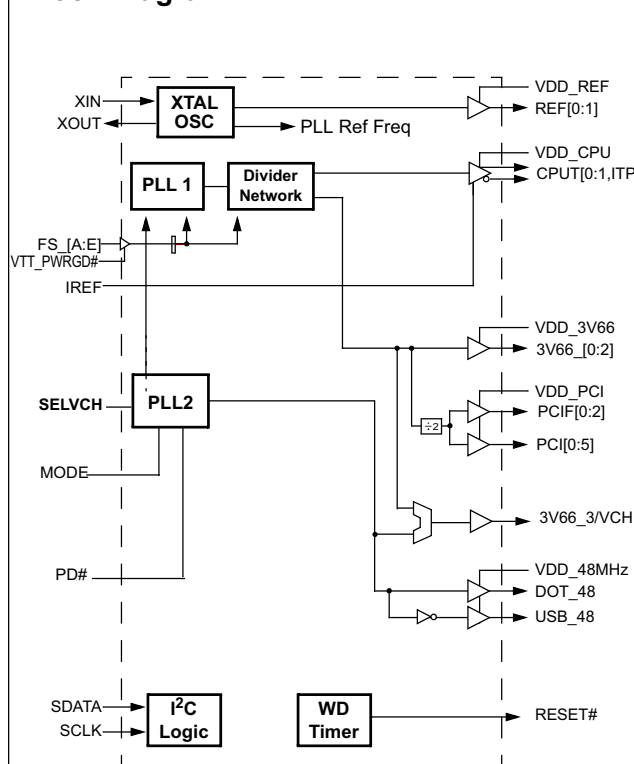 XIN
XOUT
XTAL
OSC
VDD_REF
REF[0:1]
PLL Ref Freq
VDD_CPU
CPUT[0:1,ITP
PLL 1
Divider
Network
FS_[A:E]
VTT_PWRGD#
IREF
VDD_3V66
3V66_[0:2]
SELVCH
PLL2
VDD_PCI
PCIF[0:2]
÷2
PCI[0:5]
MODE
3V66_3/VCH
PD#
VDD_48MHz
DOT_48
USB_48
SDATA
SCLK
I²C
Logic
WD
Timer
RESET#